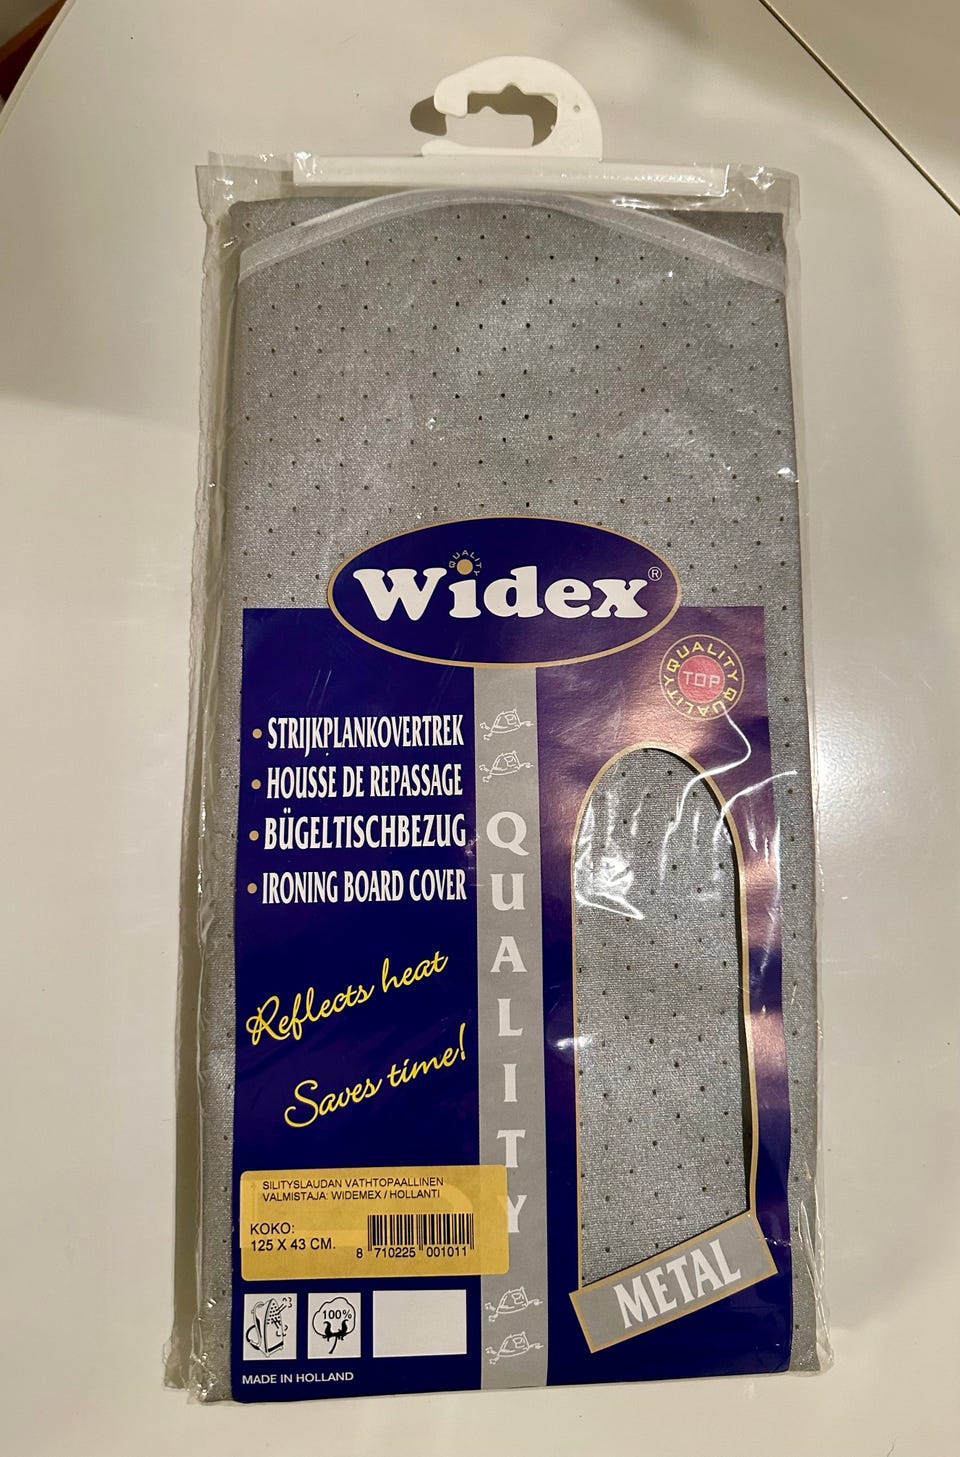 QUALITY
Widex®
QUALITY QUALITY
TOP
• STRIJKPLANKOVERTREK
• HOUSSE DE REPASSAGE
• BÜGELTISCHBEZUG
• IRONING BOARD COVER
Reflects heat
Saves time!
QUALITY
METAL
SILITYSLAUDAN VATHTOPAALLINEN
VALMISTAJA: WIDEMEX / HOLLANTI
KOKO:
125 X 43 CM.
8 710225 001011
100%
MADE IN HOLLAND